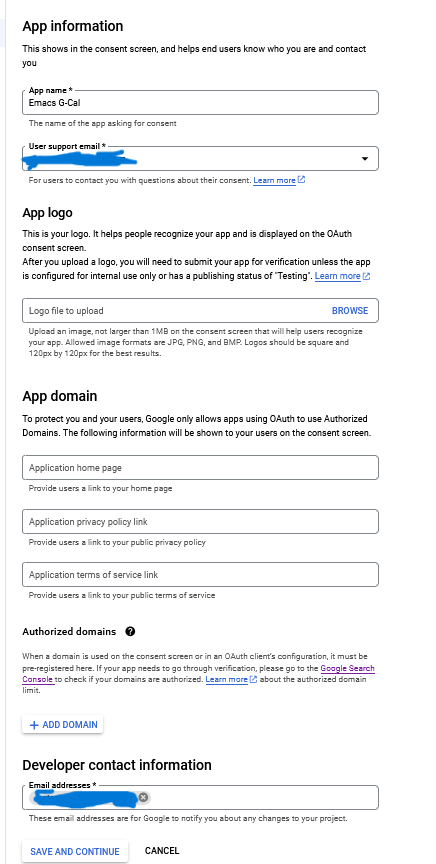 App information
This shows in the consent screen, and helps end users know who you are and contact
you
App name *
Emacs G-Cal
The name of the app asking for consent
User support email *
For users to contact you with questions about their consent. Learn more
App logo
This is your logo. It helps people recognize your app and is displayed on the OAuth
consent screen.
After you upload a logo, you will need to submit your app for verification unless the app
is configured for internal use only or has a publishing status of "Testing". Learn more
Logo file to upload BROWSE
Upload an image, not larger than 1MB on the consent screen that will help users recognize
your app. Allowed image formats are JPG, PNG, and BMP. Logos should be square and
120px by 120px for the best results.
App domain
To protect you and your users, Google only allows apps using OAuth to use Authorized
Domains. The following information will be shown to your users on the consent screen.
Application home page
Provide users a link to your home page
Application privacy policy link
Provide users a link to your public privacy policy
Application terms of service link
Provide users a link to your public terms of service
Authorized domains ?
When a domain is used on the consent screen or in an OAuth client's configuration, it must be
pre-registered here. If your app needs to go through verification, please go to the Google Search
Console to check if your domains are authorized. Learn more about the authorized domain
limit.
+ ADD DOMAIN
Developer contact information
Email addresses *
These email addresses are for Google to notify you about any changes to your project.
SAVE AND CONTINUE CANCEL